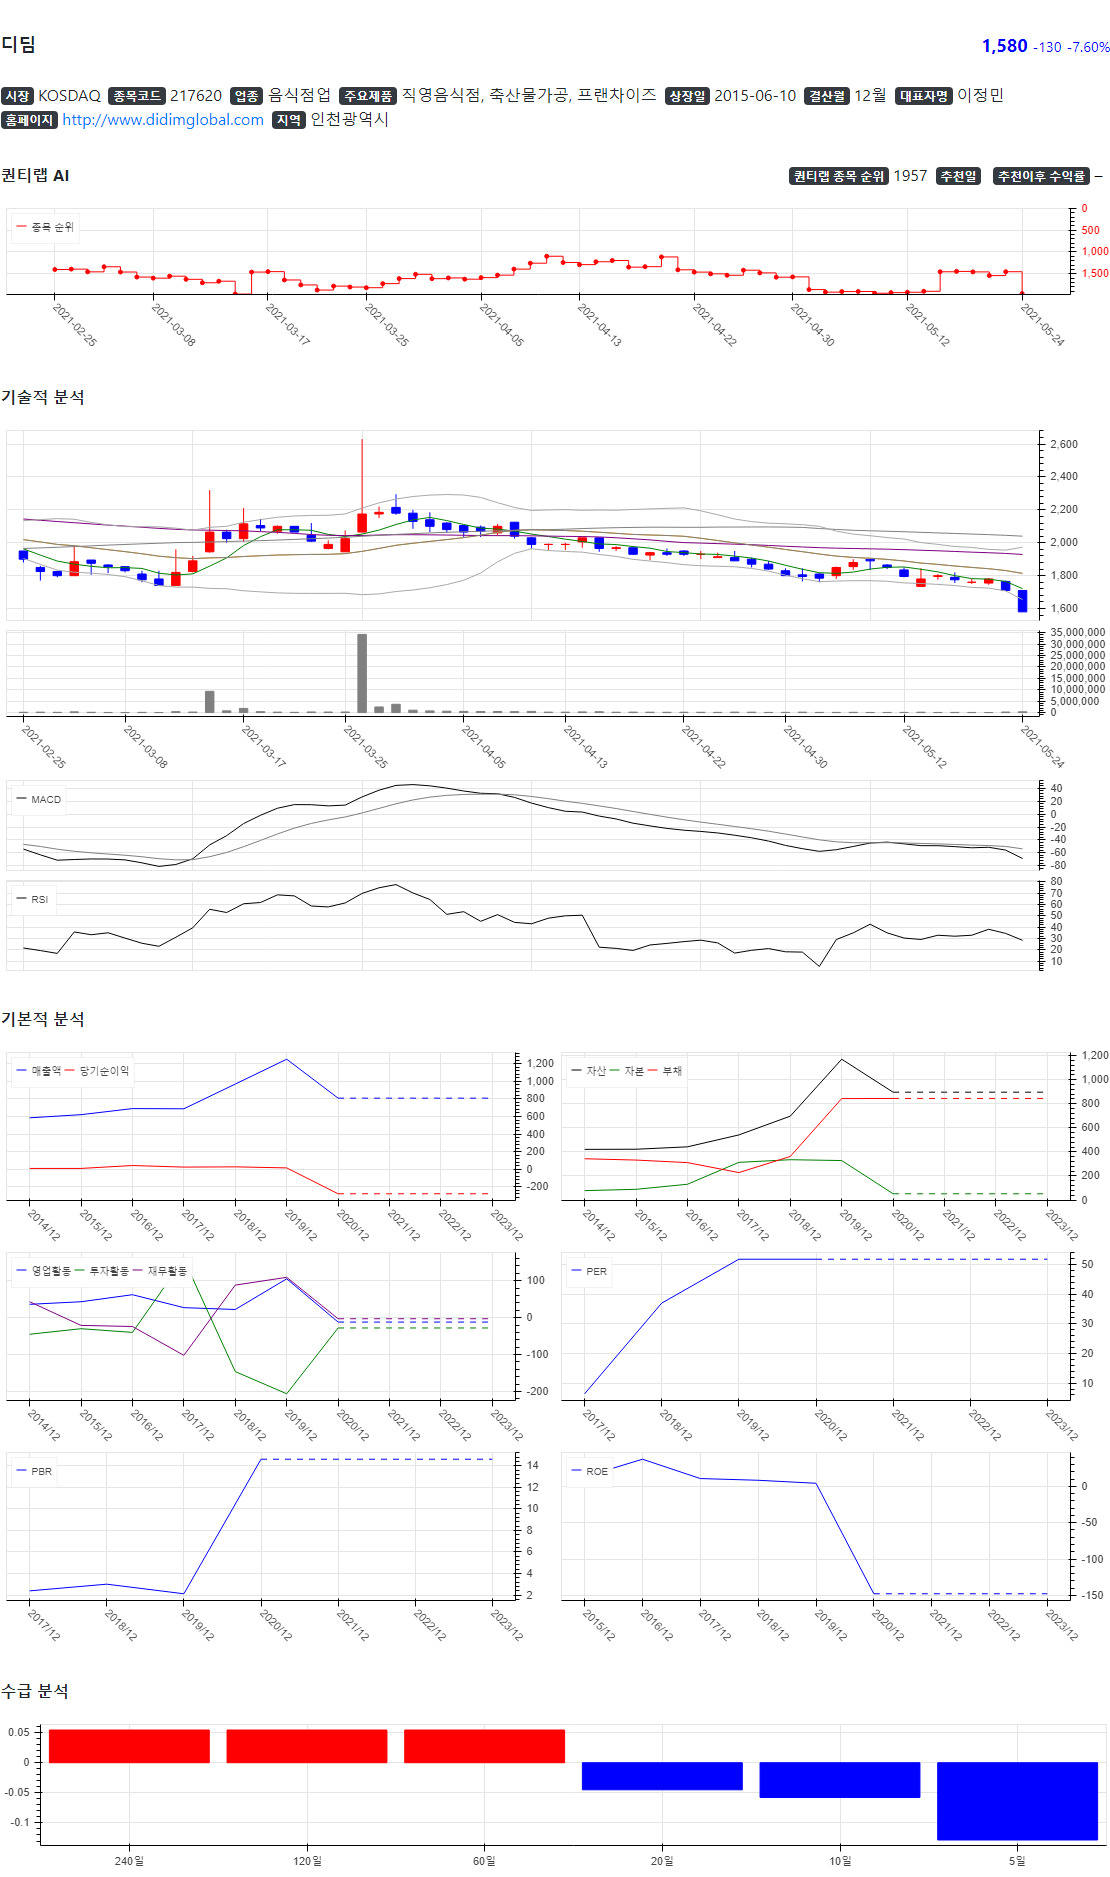 디딤
1,580 -130 -7.60%
시장 KOSDAQ 종목코드 217620 업종 음식점업 주요제품 직영음식점, 축산물가공, 프랜차이즈 상장일 2015-06-10 결산월 12월 대표자명 이정민
홈페이지 http://www.didimglobal.com 지역 인천광역시
퀀티랩 AI
퀀티랩 종목 순위 1957 추천일 추천이후 수익률 –
종목 순위
0
500
1,000
1,500
2021-02-25 2021-03-08 2021-03-17 2021-03-25 2021-04-05 2021-04-13 2021-04-22 2021-04-30 2021-05-12 2021-05-24
기술적 분석
2,600
2,400
2,200
2,000
1,800
1,600
35,000,000
30,000,000
25,000,000
20,000,000
15,000,000
10,000,000
5,000,000
0
2021-02-25 2021-03-08 2021-03-17 2021-03-25 2021-04-05 2021-04-13 2021-04-22 2021-04-30 2021-05-12 2021-05-24
MACD
40
20
0
-20
-40
-60
-80
RSI
80
70
60
50
40
30
20
10
기본적 분석
매출액 당기순이익
1,200
1,000
800
600
400
200
0
-200
2014/12 2015/12 2016/12 2017/12 2018/12 2019/12 2020/12 2021/12 2022/12 2023/12
자산 자본 부채
1,200
1,000
800
600
400
200
0
2014/12 2015/12 2016/12 2017/12 2018/12 2019/12 2020/12 2021/12 2022/12 2023/12
영업활동 투자활동 재무활동
100
0
-100
-200
2014/12 2015/12 2016/12 2017/12 2018/12 2019/12 2020/12 2021/12 2022/12 2023/12
PER
50
40
30
20
10
2017/12 2018/12 2019/12 2020/12 2021/12 2022/12 2023/12
PBR
14
12
10
8
6
4
2
2017/12 2018/12 2019/12 2020/12 2021/12 2022/12 2023/12
ROE
0
-50
-100
-150
2015/12 2016/12 2017/12 2018/12 2019/12 2020/12 2021/12 2022/12 2023/12
수급 분석
0.05
0
-0.05
-0.1
240일 120일 60일 20일 10일 5일